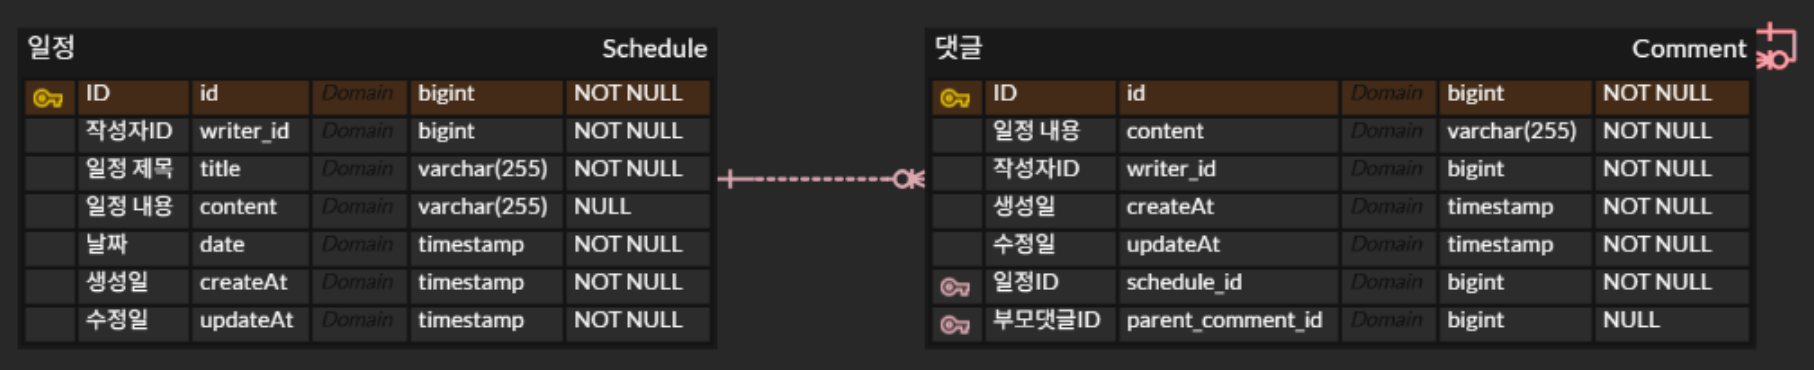 일정 Schedule
ID id Domain bigint NOT NULL
작성자ID writer_id Domain bigint NOT NULL
일정 제목 title Domain varchar(255) NOT NULL
일정 내용 content Domain varchar(255) NULL
날짜 date Domain timestamp NOT NULL
생성일 createAt Domain timestamp NOT NULL
수정일 updateAt Domain timestamp NOT NULL
댓글 Comment
ID id Domain bigint NOT NULL
일정 내용 content Domain varchar(255) NOT NULL
작성자ID writer_id Domain bigint NOT NULL
생성일 createAt Domain timestamp NOT NULL
수정일 updateAt Domain timestamp NOT NULL
일정ID schedule_id Domain bigint NOT NULL
부모댓글ID parent_comment_id Domain bigint NULL